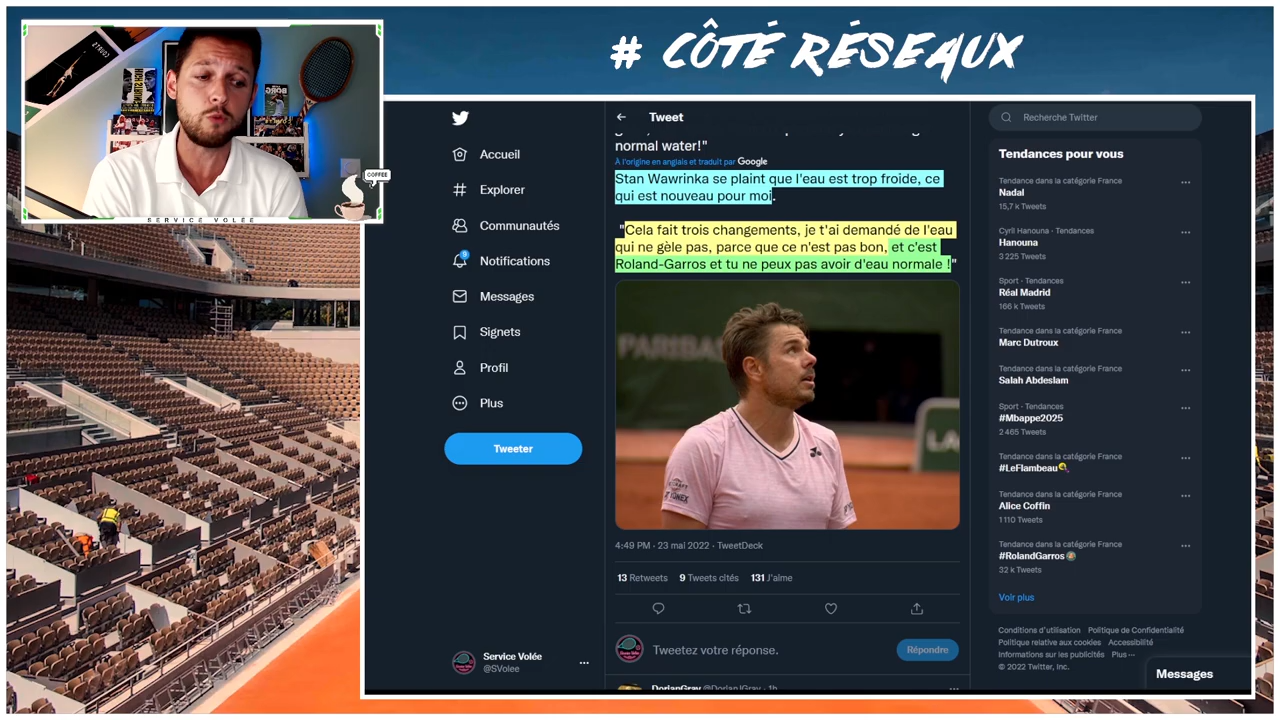 # CÔTÉ RÉSEAUX
COFFEE
SERVICE VOLÉE
Accueil
Explorer
Communautés
9
Notifications
Messages
Signets
Profil
Plus
Tweeter
Service Volée
@SVolee
Tweet
normal water!"
À l'origine en anglais et traduit par Google
Stan Wawrinka se plaint que l'eau est trop froide, ce
qui est nouveau pour moi.
"Cela fait trois changements, je t'ai demandé de l'eau
qui ne gèle pas, parce que ce n'est pas bon, et c'est
Roland-Garros et tu ne peux pas avoir d'eau normale !"
PARIBAS
LA
YONEX
4:49 PM · 23 mai 2022 · TweetDeck
13 Retweets 9 Tweets cités 131 J'aime
Tweetez votre réponse.
Répondre
DorianGray @DorianJGray · 1h
Recherche Twitter
Tendances pour vous
Tendance dans la catégorie France
Nadal
15,7 k Tweets
Cyril Hanouna · Tendances
Hanouna
3 225 Tweets
Sport · Tendances
Réal Madrid
166 k Tweets
Tendance dans la catégorie France
Marc Dutroux
Tendance dans la catégorie France
Salah Abdeslam
Sport · Tendances
#Mbappe2025
2 465 Tweets
Tendance dans la catégorie France
#LeFlambeau
Tendance dans la catégorie France
Alice Coffin
1 110 Tweets
Tendance dans la catégorie France
#RolandGarros
32 k Tweets
Voir plus
Conditions d'utilisation Politique de Confidentialité
Politique relative aux cookies Accessibilité
Informations sur les publicités Plus ···
© 2022 Twitter, Inc.
Messages